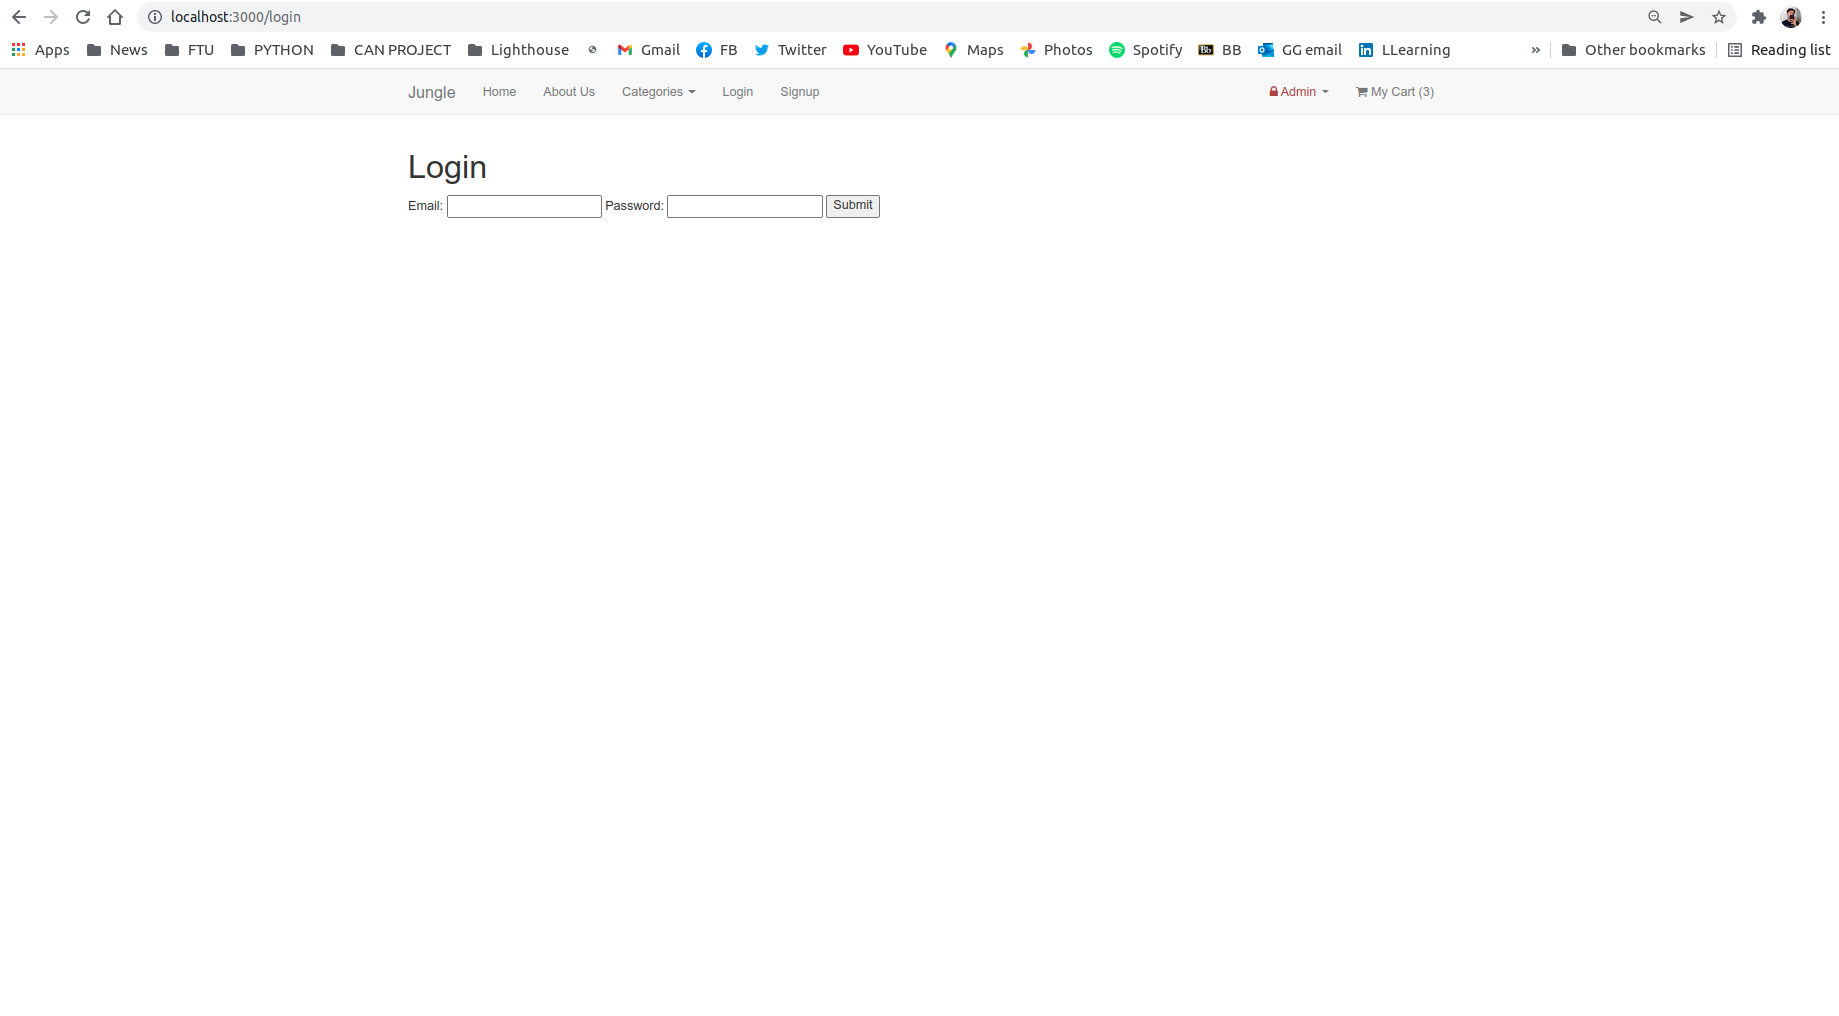 localhost:3000/login
Apps News FTU PYTHON CAN PROJECT Lighthouse Gmail FB Twitter YouTube Maps Photos Spotify Bb BB GG email LLearning » Other bookmarks Reading list
Jungle Home About Us Categories Login Signup Admin My Cart (3)
Login
Email: Password: Submit